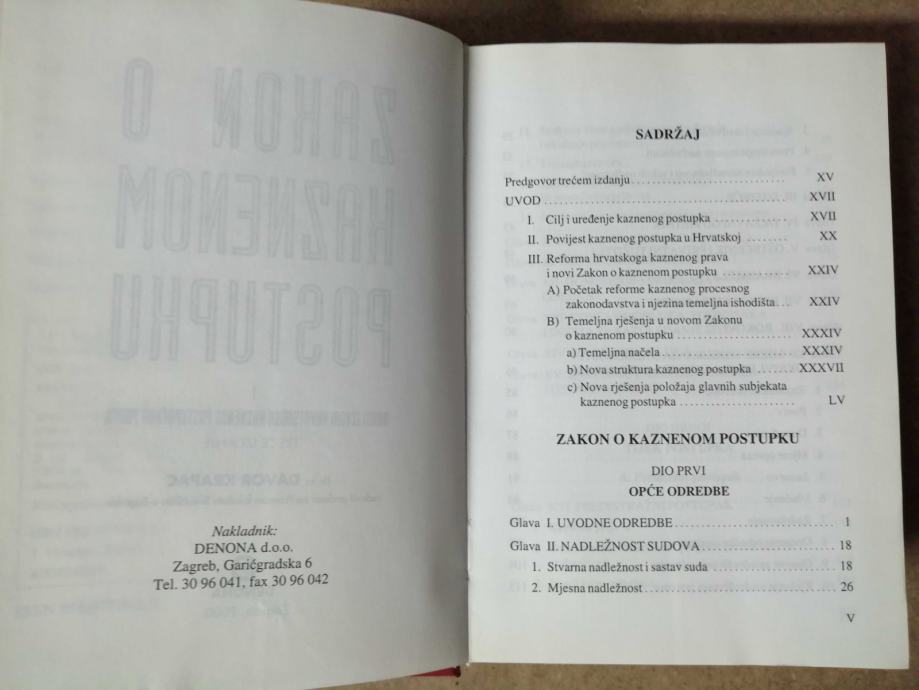 Nakladnik:
DENONA d.o.o.
Zagreb, Garićgradska 6
Tel. 30 96 041, fax 30 96 042
SADRŽAJ
Predgovor trećem izdanju .................... XV
UVOD .................... XVII
I. Cilj i uređenje kaznenog postupka .............. XVII
II. Povijest kaznenog postupka u Hrvatskoj ........ XX
III. Reforma hrvatskoga kaznenog prava
i novi Zakon o kaznenom postupku ............. XXIV
A) Početak reforme kaznenog procesnog
zakonodavstva i njezina temeljna ishodišta... XXIV
B) Temeljna rješenja u novom Zakonu
o kaznenom postupku .................... XXXIV
a) Temeljna načela .................... XXXIV
b) Nova struktura kaznenog postupka ....... XXXVII
c) Nova rješenja položaja glavnih subjekata
kaznenog postupka .................... LV
ZAKON O KAZNENOM POSTUPKU
DIO PRVI
OPĆE ODREDBE
Glava I. UVODNE ODREDBE .................... 1
Glava II. NADLEŽNOST SUDOVA .................... 18
1. Stvarna nadležnost i sastav suda .................... 18
2. Mjesna nadležnost .................... 26
V